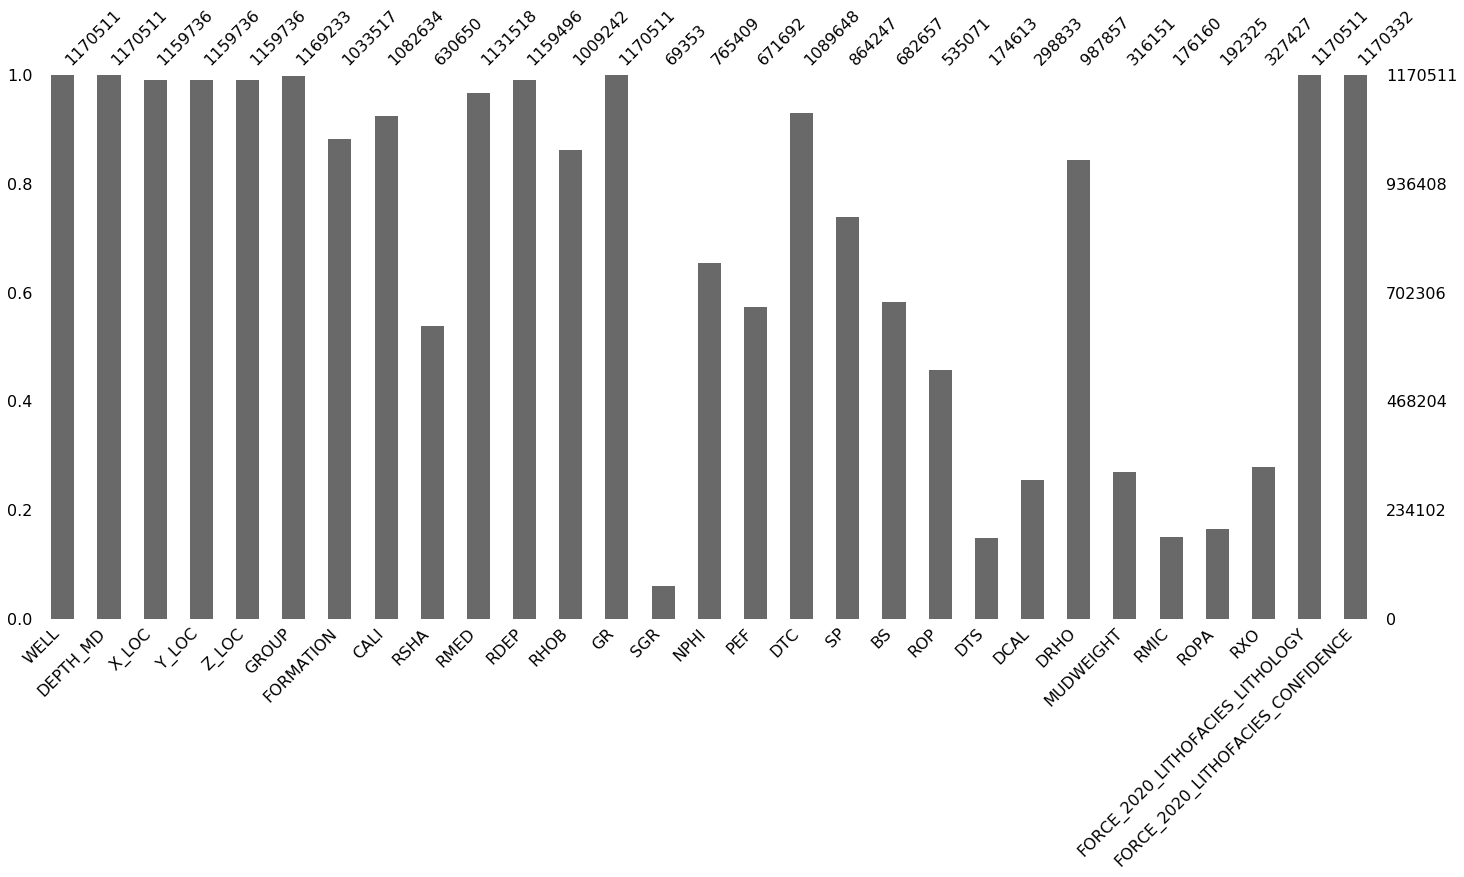 1170511
1170511
1159736
1159736
1159736
1169233
1033517
1082634
630650
1131518
1159496
1009242
1170511
69353
765409
671692
1089648
864247
682657
535071
174613
298833
987857
316151
176160
192325
327427
1170511
1170332
1.0
0.8
0.6
0.4
0.2
0.0
1170511
936408
702306
468204
234102
0
WELL
DEPTH_MD
X_LOC
Y_LOC
Z_LOC
GROUP
FORMATION
CALI
RSHA
RMED
RDEP
RHOB
GR
SGR
NPHI
PEF
DTC
SP
BS
ROP
DTS
DCAL
DRHO
MUDWEIGHT
RMIC
ROPA
RXO
FORCE_2020_LITHOFACIES_LITHOLOGY
FORCE_2020_LITHOFACIES_CONFIDENCE